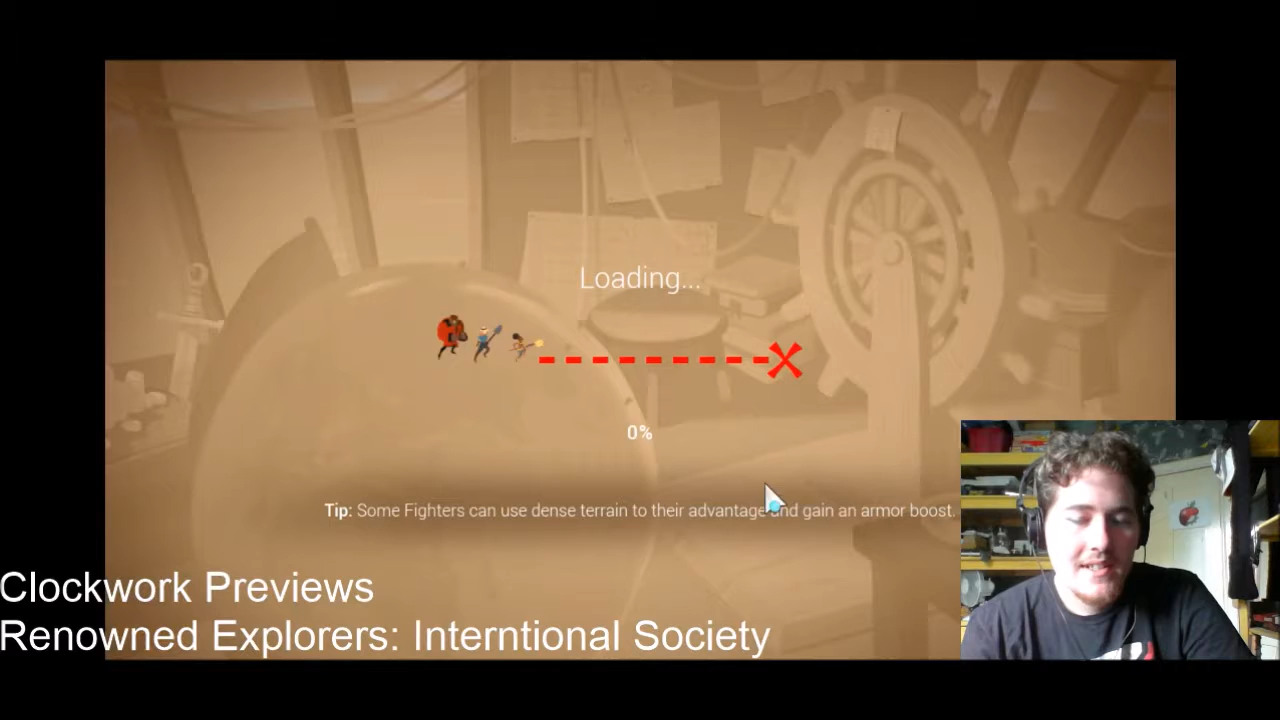 Loading...
0%
Tip: Some Fighters can use dense terrain to their advantage and gain an armor boost.
Clockwork Previews
Renowned Explorers: Interntional Society